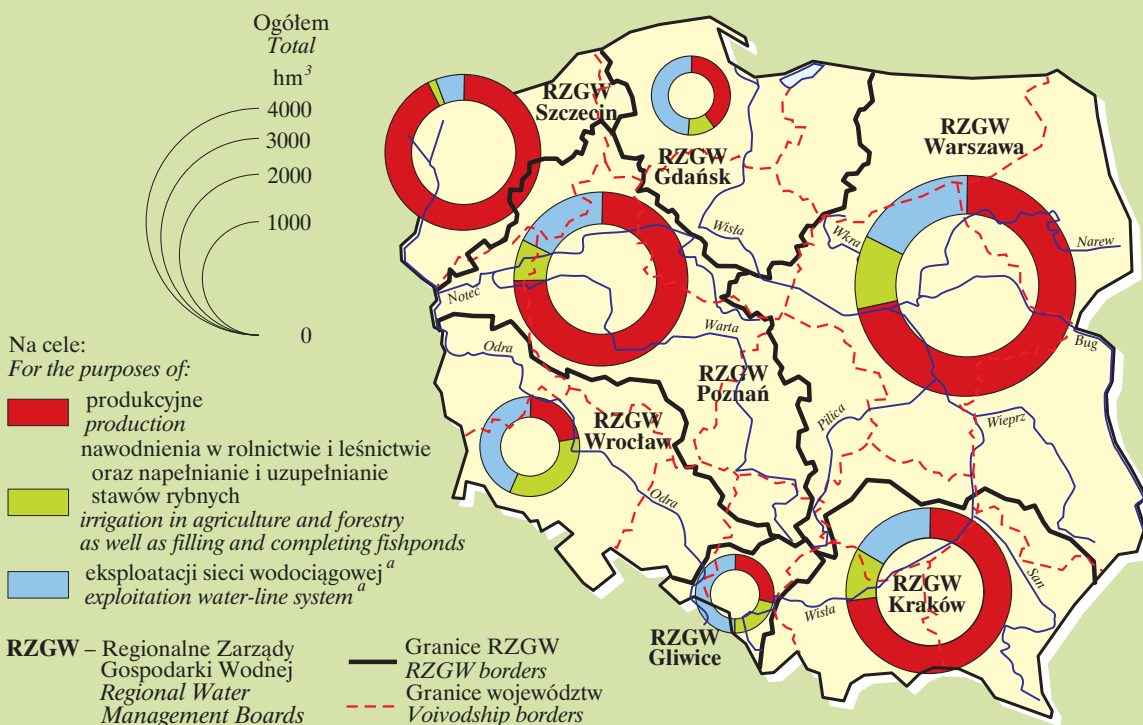 Ogółem
Total
hm³
4000
3000
2000
1000
0
Na cele:
For the purposes of:
produkcyjne
production
nawodnienia w rolnictwie i leśnictwie
oraz napełnianie i uzupełnianie
stawów rybnych
irrigation in agriculture and forestry
as well as filling and completing fishponds
eksploatacji sieci wodociągowej a
exploitation water-line system a
RZGW – Regionalne Zarządy
Gospodarki Wodnej
Regional Water
Management Boards
Granice RZGW
RZGW borders
Granice województw
Voivodship borders
RZGW
Szczecin
RZGW
Gdańsk
RZGW
Warszawa
Wisła
Wkra
Narew
Noteć
Warta
Odra
Bug
RZGW
Poznań
RZGW
Wrocław
Pilica
Wieprz
Odra
RZGW
Kraków
San
Wisła
RZGW
Gliwice